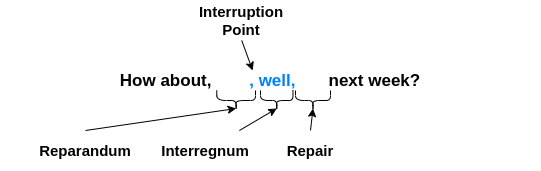 Interruption
Point
How about, , well, next week?
Reparandum Interregnum Repair